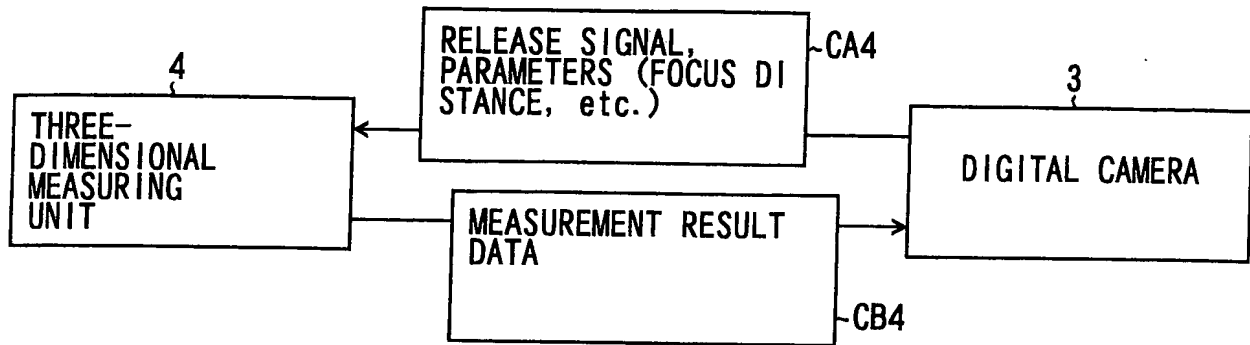 4
THREE-
DIMENSIONAL
MEASURING
UNIT
RELEASE SIGNAL,
PARAMETERS (FOCUS DI
STANCE, etc.)
CA4
3
DIGITAL CAMERA
MEASUREMENT RESULT
DATA
CB4